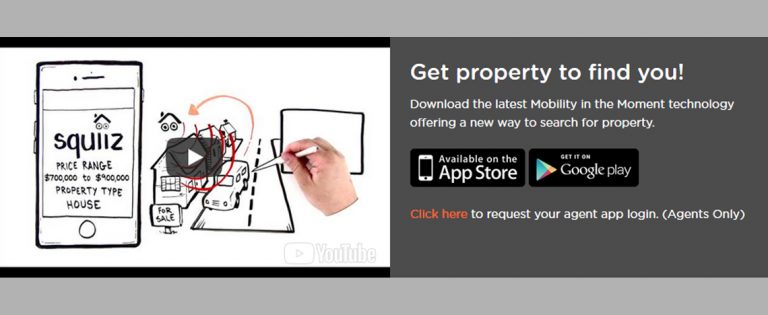 squiiz
PRICE RANGE
$700,000 to $900,000
PROPERTY TYPE
HOUSE
FOR
SALE
YouTube
Get property to find you!
Download the latest Mobility in the Moment technology
offering a new way to search for property.
Available on the
App Store
GET IT ON
Google play
Click here to request your agent app login. (Agents Only)